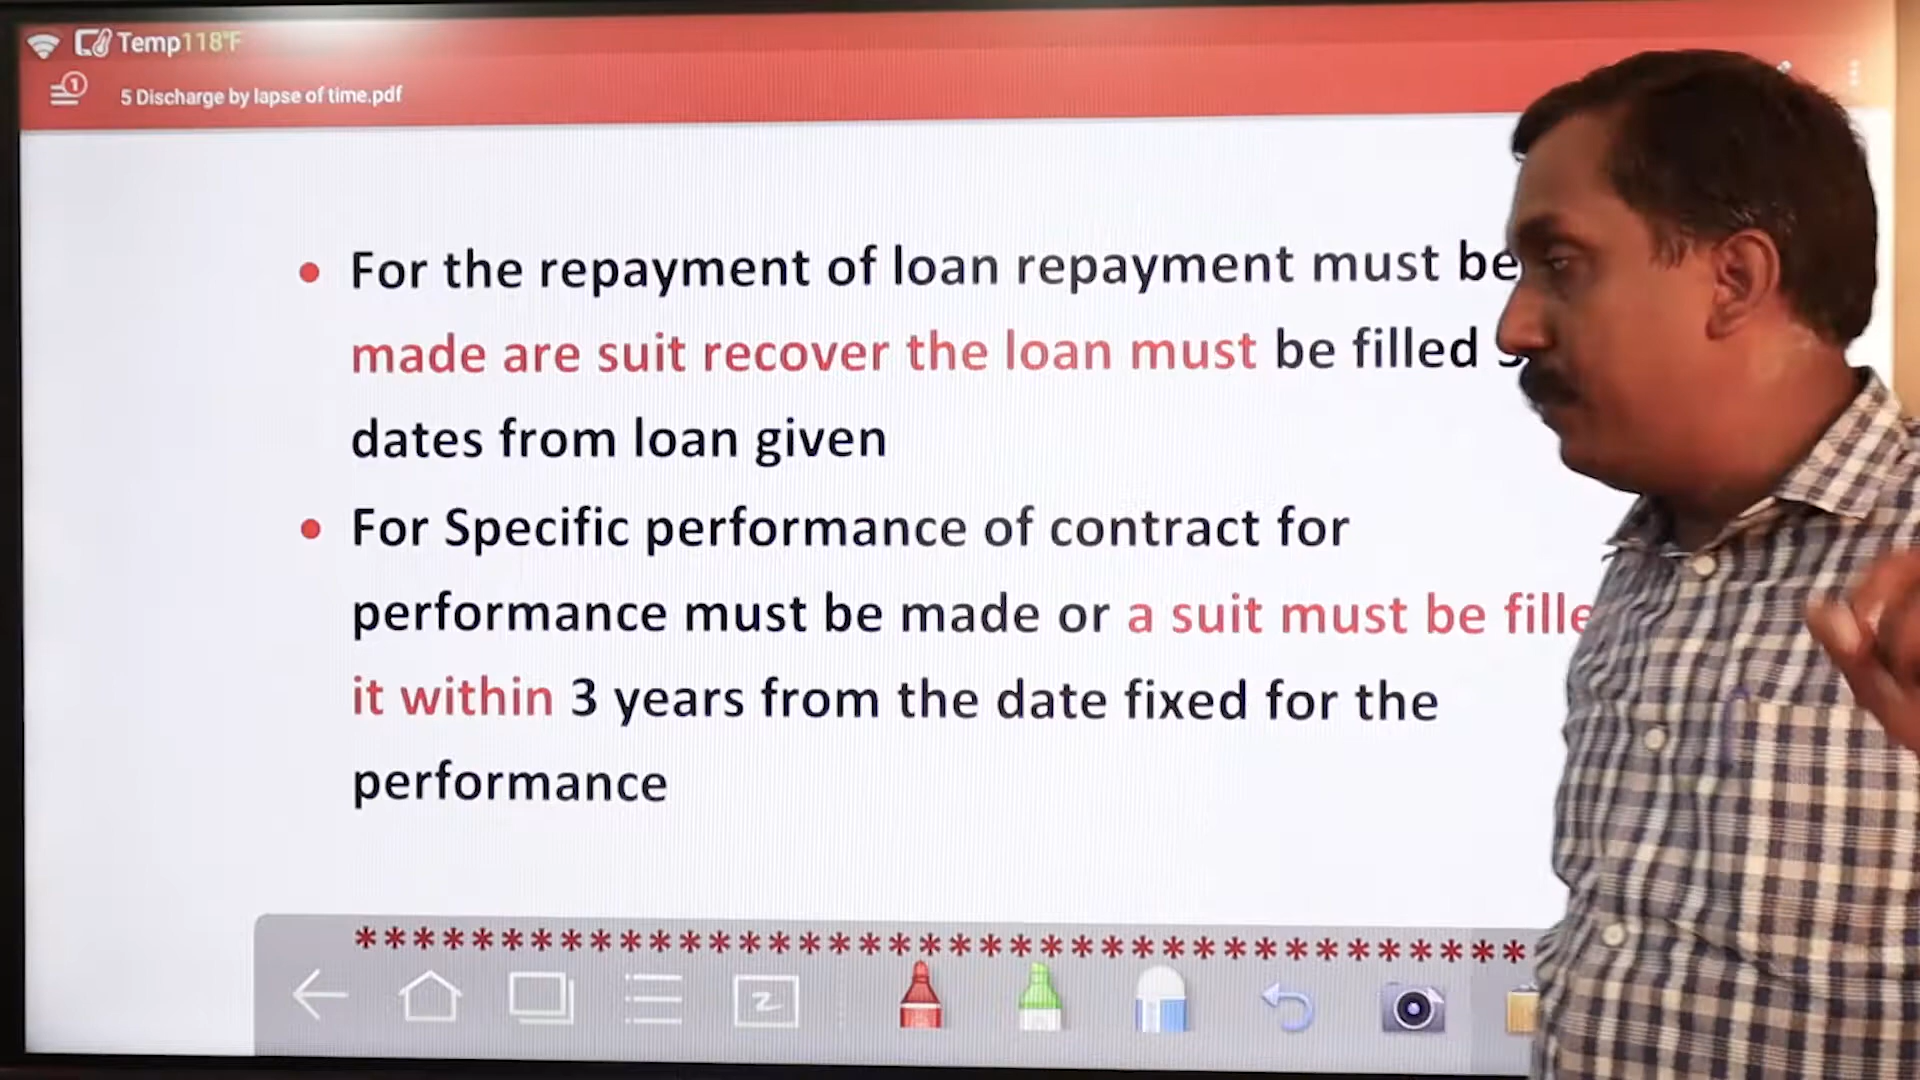 Temp118°F
1
5 Discharge by lapse of time.pdf
• For the repayment of loan repayment must be
made are suit recover the loan must be filled
dates from loan given
• For Specific performance of contract for
performance must be made or a suit must be
it within 3 years from the date fixed for the
performance
***************************************